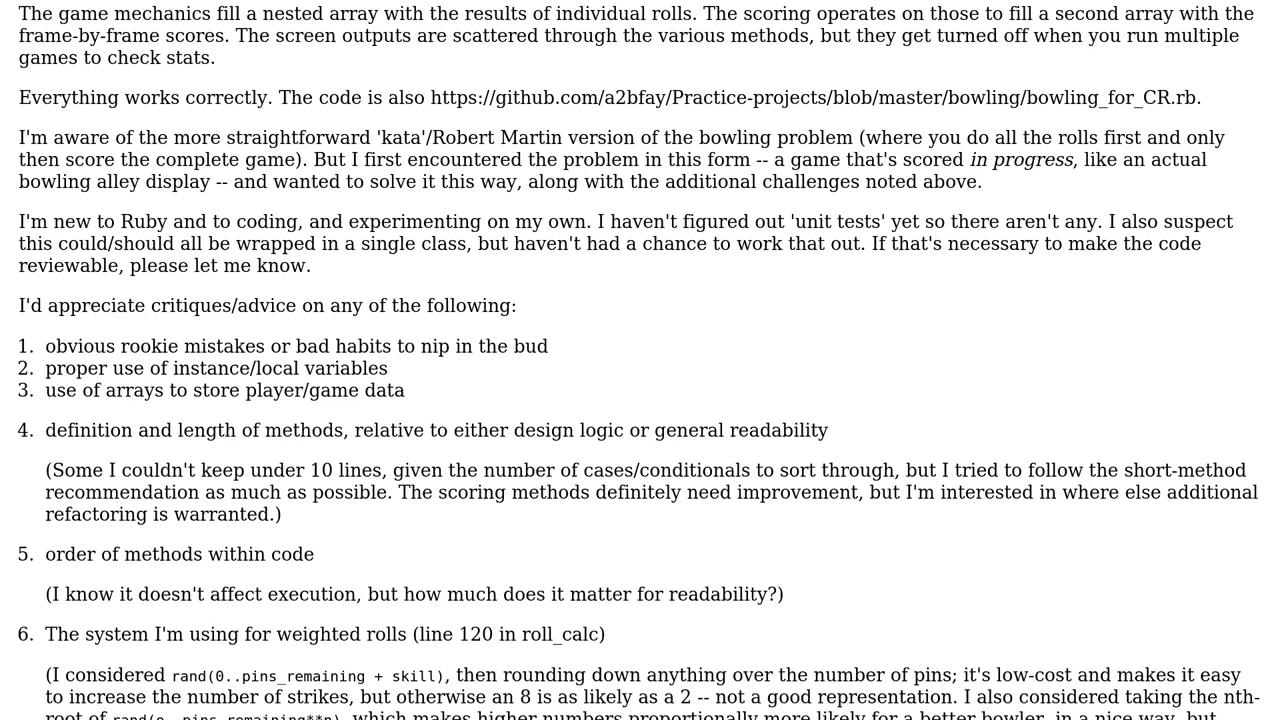 The game mechanics fill a nested array with the results of individual rolls. The scoring operates on those to fill a second array with the
frame-by-frame scores. The screen outputs are scattered through the various methods, but they get turned off when you run multiple
games to check stats.
Everything works correctly. The code is also https://github.com/a2bfay/Practice-projects/blob/master/bowling/bowling_for_CR.rb.
I'm aware of the more straightforward 'kata'/Robert Martin version of the bowling problem (where you do all the rolls first and only
then score the complete game). But I first encountered the problem in this form -- a game that's scored in progress, like an actual
bowling alley display -- and wanted to solve it this way, along with the additional challenges noted above.
I'm new to Ruby and to coding, and experimenting on my own. I haven't figured out 'unit tests' yet so there aren't any. I also suspect
this could/should all be wrapped in a single class, but haven't had a chance to work that out. If that's necessary to make the code
reviewable, please let me know.
I'd appreciate critiques/advice on any of the following:
1. obvious rookie mistakes or bad habits to nip in the bud
2. proper use of instance/local variables
3. use of arrays to store player/game data
4. definition and length of methods, relative to either design logic or general readability
(Some I couldn't keep under 10 lines, given the number of cases/conditionals to sort through, but I tried to follow the short-method
recommendation as much as possible. The scoring methods definitely need improvement, but I'm interested in where else additional
refactoring is warranted.)
5. order of methods within code
(I know it doesn't affect execution, but how much does it matter for readability?)
6. The system I'm using for weighted rolls (line 120 in roll_calc)
(I considered rand(0..pins_remaining + skill), then rounding down anything over the number of pins; it's low-cost and makes it easy
to increase the number of strikes, but otherwise an 8 is as likely as a 2 -- not a good representation. I also considered taking the nth-
root of rand(o..pins_remaining**n), which makes higher numbers proportionally more likely for a better bowler, in a nice way, but